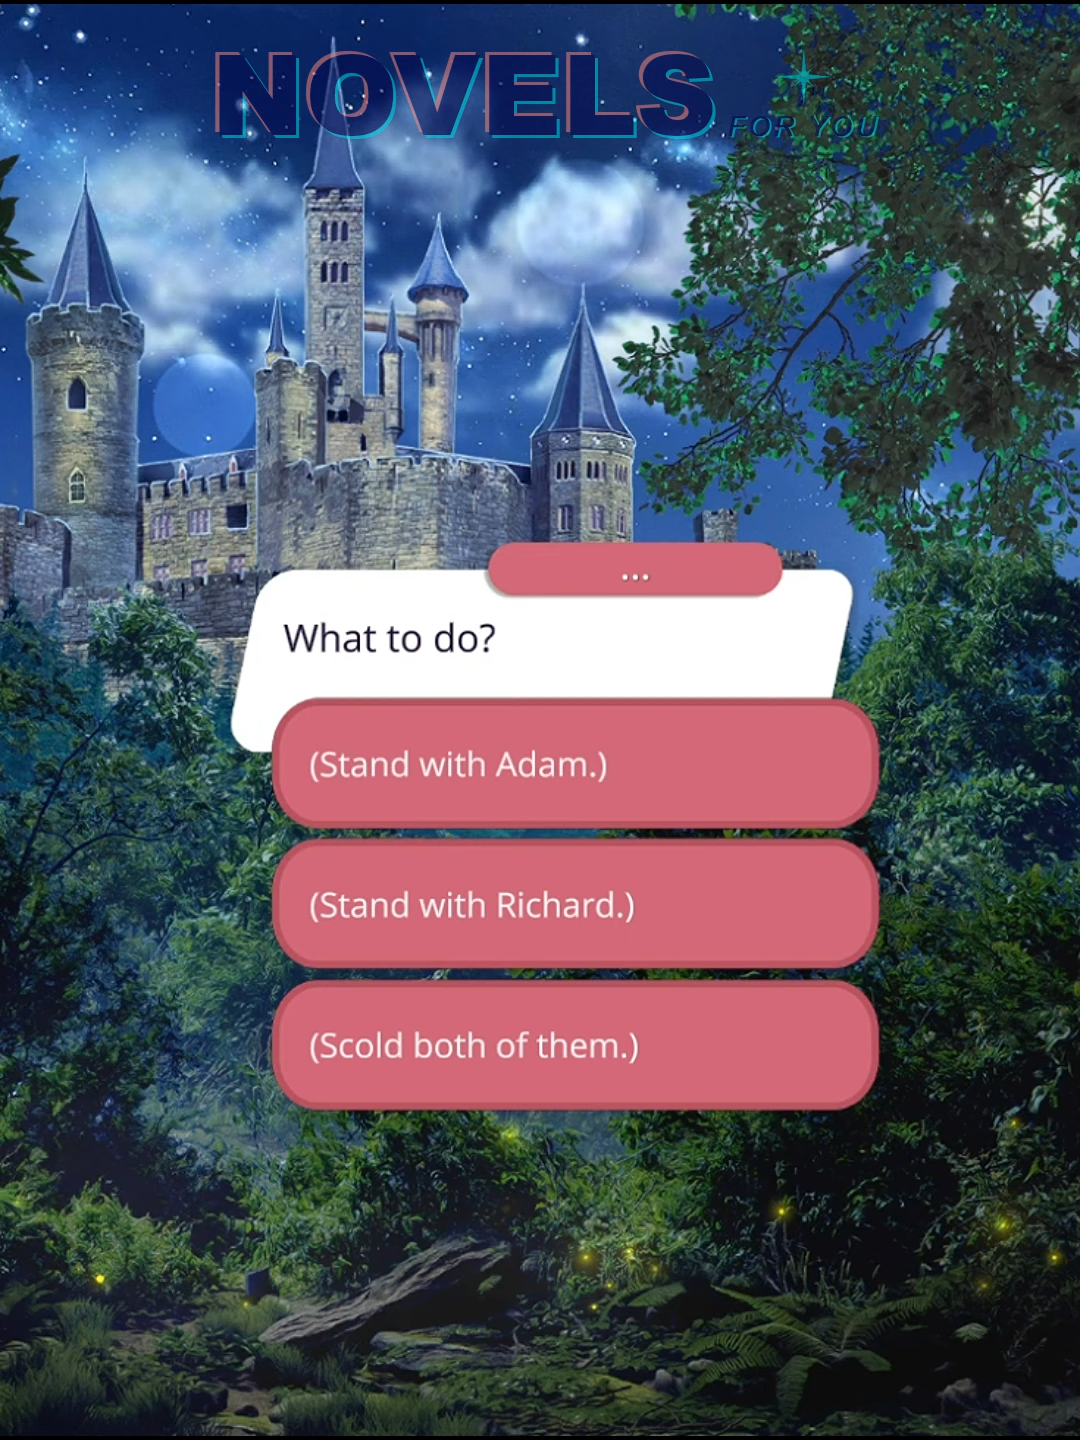 NOVELS
FOR YOU
...
What to do?
(Stand with Adam.)
(Stand with Richard.)
(Scold both of them.)